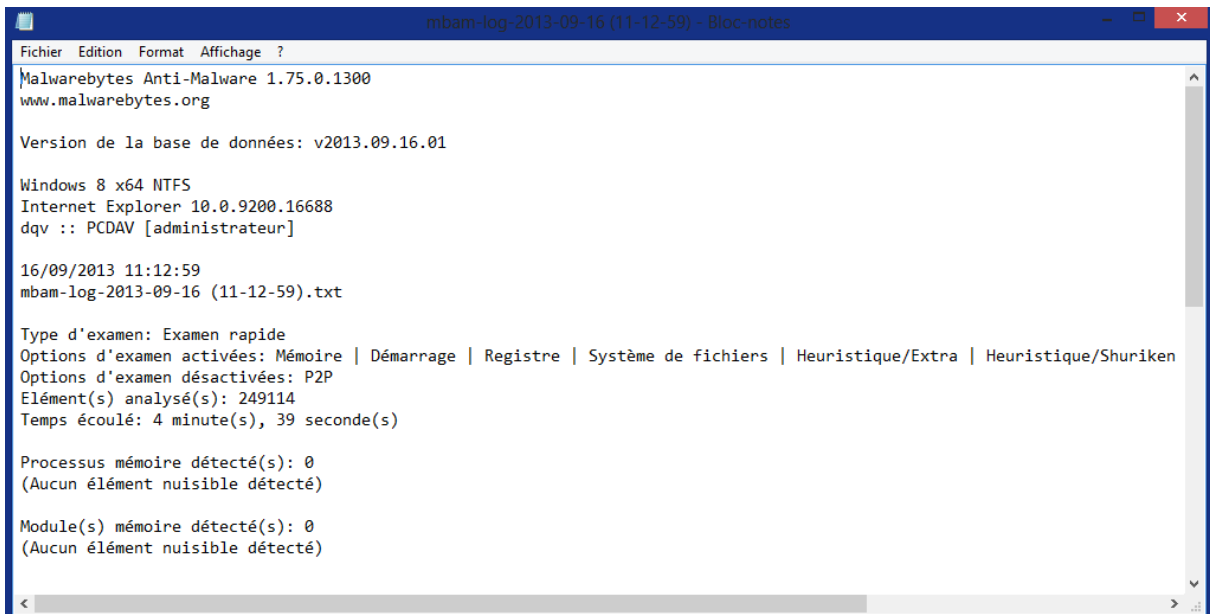 mbam-log-2013-09-16 (11-12-59) - Bloc-notes
Fichier Edition Format Affichage ?
Malwarebytes Anti-Malware 1.75.0.1300
www.malwarebytes.org
Version de la base de données: v2013.09.16.01
Windows 8 x64 NTFS
Internet Explorer 10.0.9200.16688
dqv :: PCDAV [administrateur]
16/09/2013 11:12:59
mbam-log-2013-09-16 (11-12-59).txt
Type d'examen: Examen rapide
Options d'examen activées: Mémoire | Démarrage | Registre | Système de fichiers | Heuristique/Extra | Heuristique/Shuriken
Options d'examen désactivées: P2P
Elément(s) analysé(s): 249114
Temps écoulé: 4 minute(s), 39 seconde(s)
Processus mémoire détecté(s): 0
(Aucun élément nuisible détecté)
Module(s) mémoire détecté(s): 0
(Aucun élément nuisible détecté)